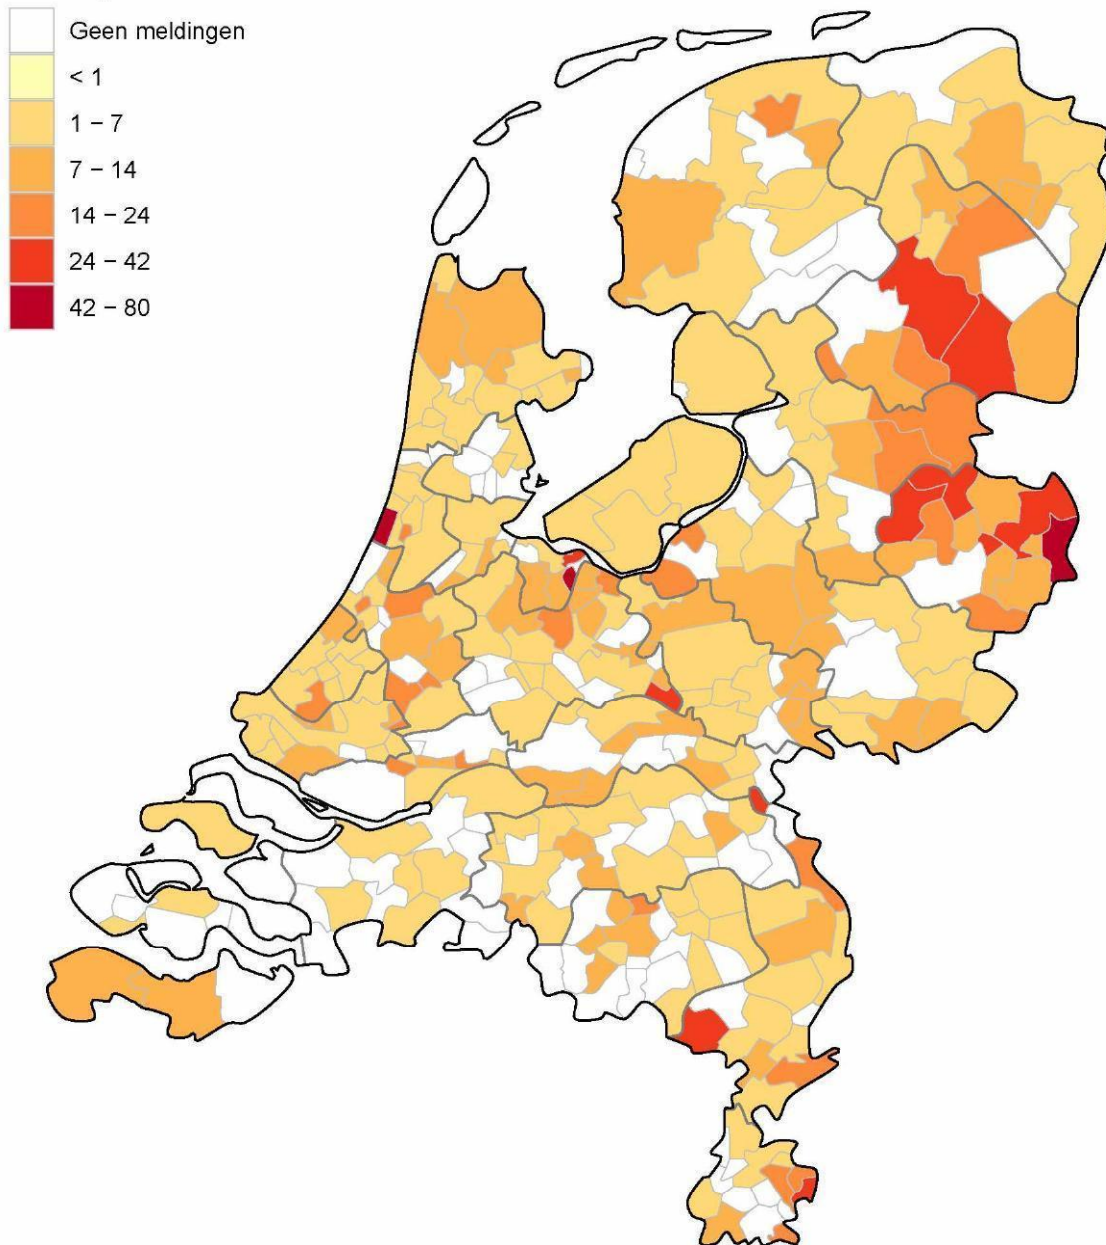 Geen meldingen
< 1
1 – 7
7 – 14
14 – 24
24 – 42
42 – 80